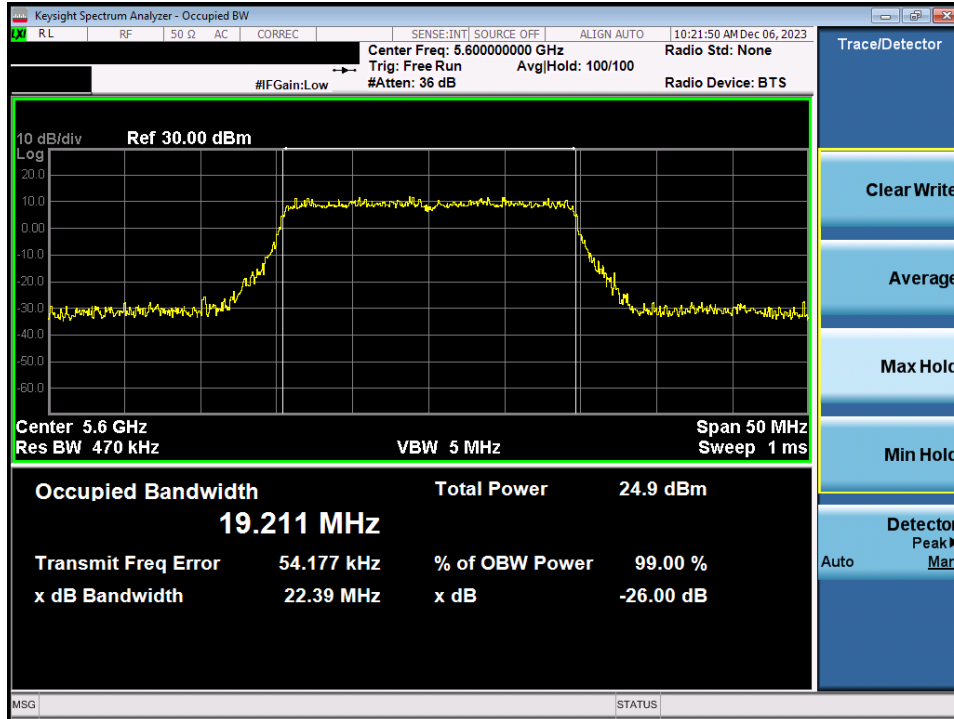 Keysight Spectrum Analyzer - Occupied BW
LXI RL RF 50 Ω AC CORREC SENSE:INT SOURCE OFF ALIGN AUTO 10:21:50 AM Dec 06, 2023
Center Freq: 5.600000000 GHz Radio Std: None
Trig: Free Run Avg|Hold: 100/100
#IFGain:Low #Atten: 36 dB Radio Device: BTS
10 dB/div Ref 30.00 dBm
Log
20.0
10.0
0.00
-10.0
-20.0
-30.0
-40.0
-50.0
-60.0
Center 5.6 GHz Span 50 MHz
Res BW 470 kHz VBW 5 MHz Sweep 1 ms
Occupied Bandwidth Total Power 24.9 dBm
19.211 MHz
Transmit Freq Error 54.177 kHz % of OBW Power 99.00 %
x dB Bandwidth 22.39 MHz x dB -26.00 dB
MSG STATUS
Trace/Detector
Clear Write
Average
Max Hold
Min Hold
Detector
Peak▶
Auto Man